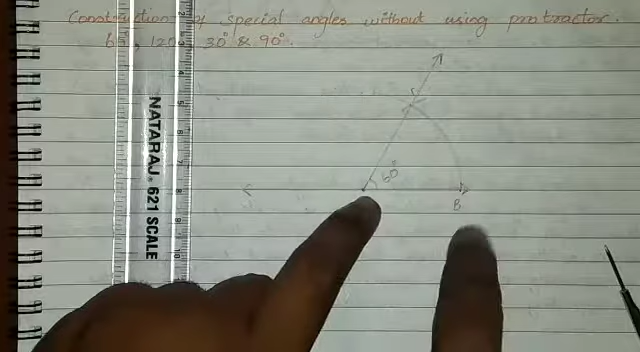 Construction of special angles without using protractor.
60°, 120°, 30° & 90°.
NATARAJ 621 SCALE
60°
B